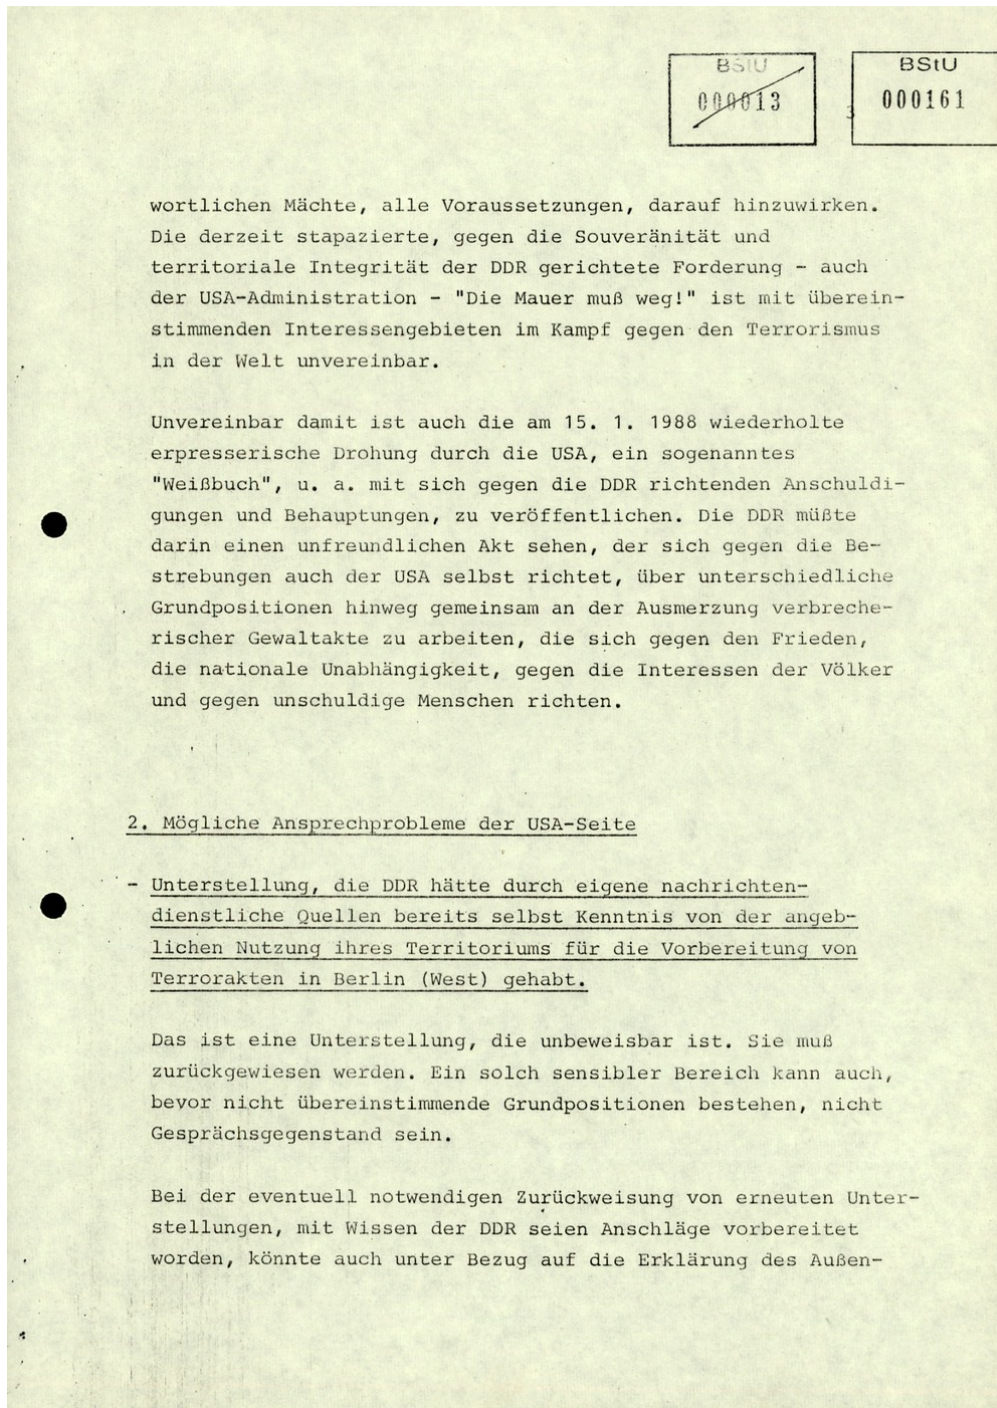 BStU
000013
BStU
000161
3
wortlichen Mächte, alle Voraussetzungen, darauf hinzuwirken.
Die derzeit stapazierte, gegen die Souveränität und
territoriale Integrität der DDR gerichtete Forderung - auch
der USA-Administration - "Die Mauer muß weg!" ist mit überein-
stimmenden Interessengebieten im Kampf gegen den Terrorismus
in der Welt unvereinbar.
Unvereinbar damit ist auch die am 15. 1. 1988 wiederholte
erpresserische Drohung durch die USA, ein sogenanntes
"Weißbuch", u. a. mit sich gegen die DDR richtenden Anschuldi-
gungen und Behauptungen, zu veröffentlichen. Die DDR müßte
darin einen unfreundlichen Akt sehen, der sich gegen die Be-
strebungen auch der USA selbst richtet, über unterschiedliche
Grundpositionen hinweg gemeinsam an der Ausmerzung verbreche-
rischer Gewaltakte zu arbeiten, die sich gegen den Frieden,
die nationale Unabhängigkeit, gegen die Interessen der Völker
und gegen unschuldige Menschen richten.
2. Mögliche Ansprechprobleme der USA-Seite
- Unterstellung, die DDR hätte durch eigene nachrichten-
dienstliche Quellen bereits selbst Kenntnis von der angeb-
lichen Nutzung ihres Territoriums für die Vorbereitung von
Terrorakten in Berlin (West) gehabt.
Das ist eine Unterstellung, die unbeweisbar ist. Sie muß
zurückgewiesen werden. Ein solch sensibler Bereich kann auch,
bevor nicht übereinstimmende Grundpositionen bestehen, nicht
Gesprächsgegenstand sein.
Bei der eventuell notwendigen Zurückweisung von erneuten Unter-
stellungen, mit Wissen der DDR seien Anschläge vorbereitet
worden, könnte auch unter Bezug auf die Erklärung des Außen-